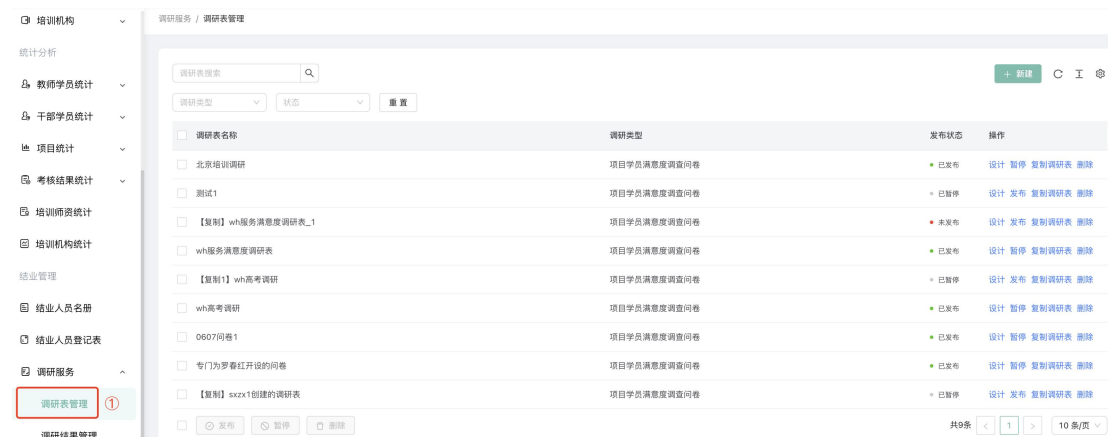 培训机构
统计分析
教师学员统计
干部学员统计
项目统计
考核结果统计
培训师资统计
培训机构统计
结业管理
结业人员名册
结业人员登记表
调研服务
调研表管理 ①
调研结果管理
调研服务 / 调研表管理
调研表搜索
+ 新建
调研类型 状态 重置
调研表名称 调研类型 发布状态 操作
北京培训调研 项目学员满意度调查问卷 已发布 设计 暂停 复制调研表 删除
测试1 项目学员满意度调查问卷 已暂停 设计 发布 复制调研表 删除
【复制】wh服务满意度调研表_1 项目学员满意度调查问卷 未发布 设计 发布 复制调研表 删除
wh服务满意度调研表 项目学员满意度调查问卷 已发布 设计 暂停 复制调研表 删除
【复制1】wh高考调研 项目学员满意度调查问卷 已暂停 设计 发布 复制调研表 删除
wh高考调研 项目学员满意度调查问卷 已发布 设计 暂停 复制调研表 删除
0607问卷1 项目学员满意度调查问卷 已发布 设计 暂停 复制调研表 删除
专门为罗春红开设的问卷 项目学员满意度调查问卷 已发布 设计 暂停 复制调研表 删除
【复制】sxzx1创建的调研表 项目学员满意度调查问卷 已暂停 设计 发布 复制调研表 删除
发布 暂停 删除 共9条 < 1 > 10 条/页